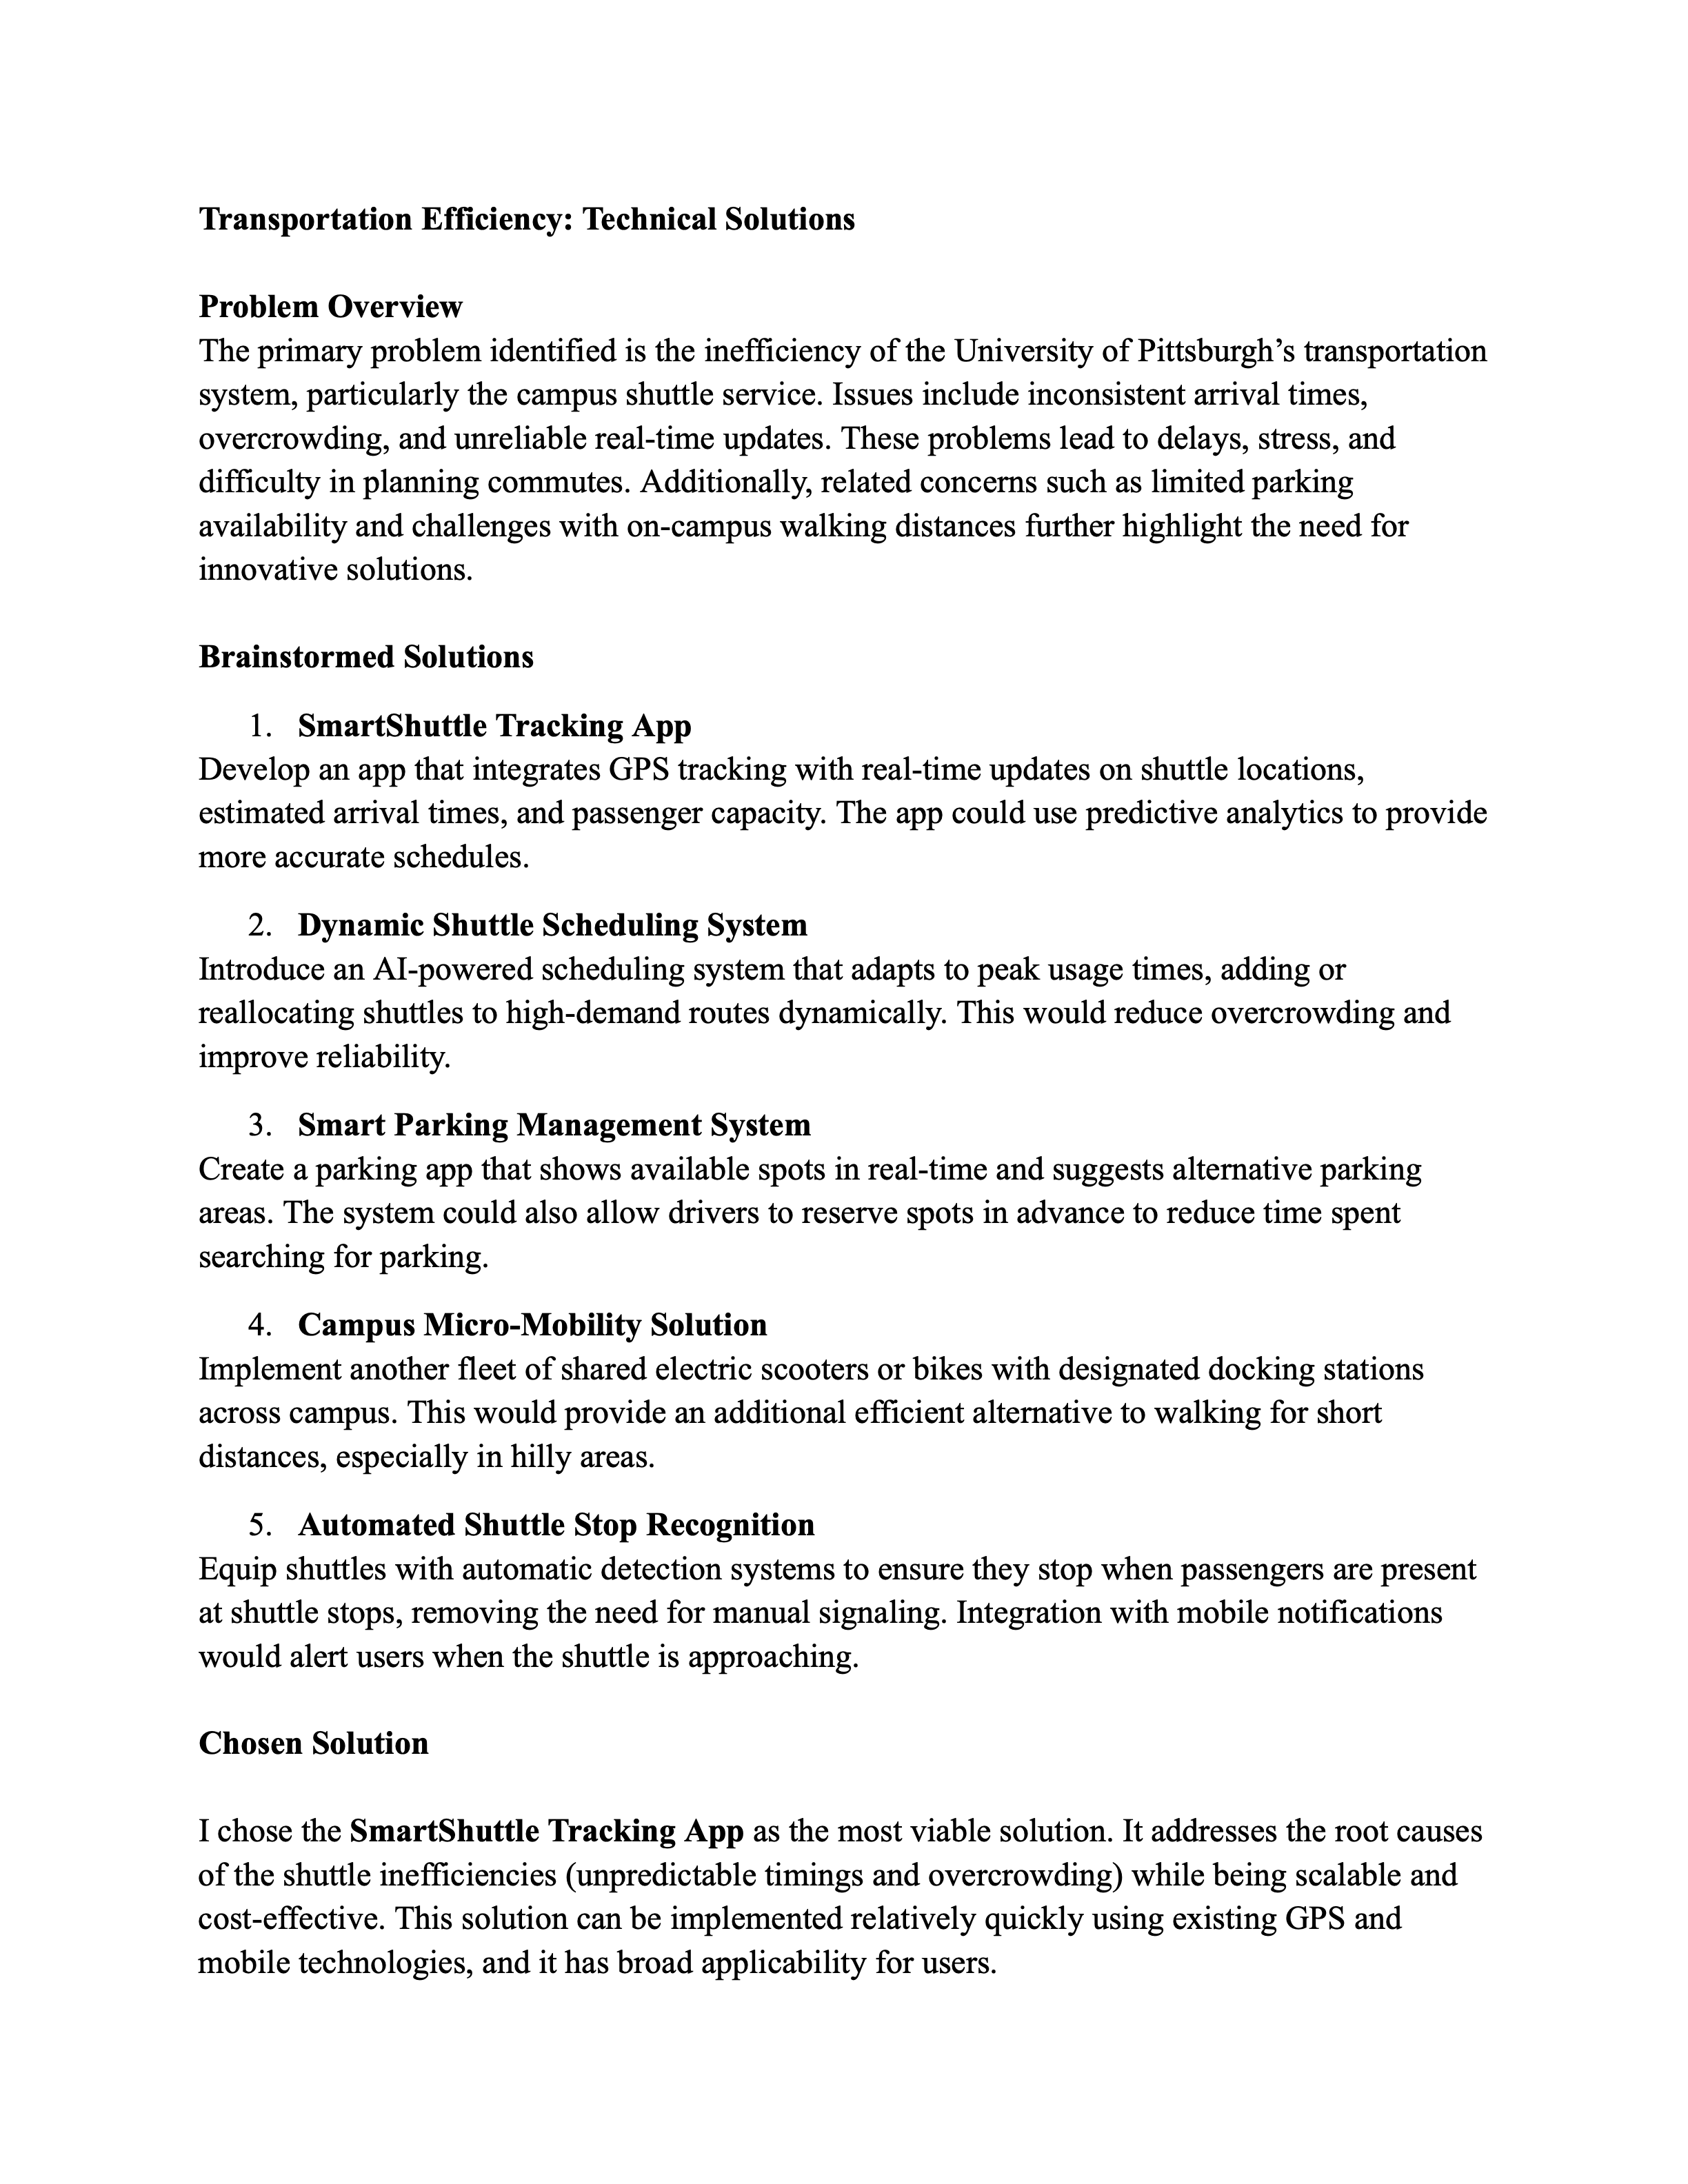 Transportation Efficiency: Technical Solutions
Problem Overview
The primary problem identified is the inefficiency of the University of Pittsburgh’s transportation
system, particularly the campus shuttle service. Issues include inconsistent arrival times,
overcrowding, and unreliable real-time updates. These problems lead to delays, stress, and
difficulty in planning commutes. Additionally, related concerns such as limited parking
availability and challenges with on-campus walking distances further highlight the need for
innovative solutions.
Brainstormed Solutions
1. SmartShuttle Tracking App
Develop an app that integrates GPS tracking with real-time updates on shuttle locations,
estimated arrival times, and passenger capacity. The app could use predictive analytics to provide
more accurate schedules.
2. Dynamic Shuttle Scheduling System
Introduce an AI-powered scheduling system that adapts to peak usage times, adding or
reallocating shuttles to high-demand routes dynamically. This would reduce overcrowding and
improve reliability.
3. Smart Parking Management System
Create a parking app that shows available spots in real-time and suggests alternative parking
areas. The system could also allow drivers to reserve spots in advance to reduce time spent
searching for parking.
4. Campus Micro-Mobility Solution
Implement another fleet of shared electric scooters or bikes with designated docking stations
across campus. This would provide an additional efficient alternative to walking for short
distances, especially in hilly areas.
5. Automated Shuttle Stop Recognition
Equip shuttles with automatic detection systems to ensure they stop when passengers are present
at shuttle stops, removing the need for manual signaling. Integration with mobile notifications
would alert users when the shuttle is approaching.
Chosen Solution
I chose the SmartShuttle Tracking App as the most viable solution. It addresses the root causes
of the shuttle inefficiencies (unpredictable timings and overcrowding) while being scalable and
cost-effective. This solution can be implemented relatively quickly using existing GPS and
mobile technologies, and it has broad applicability for users.